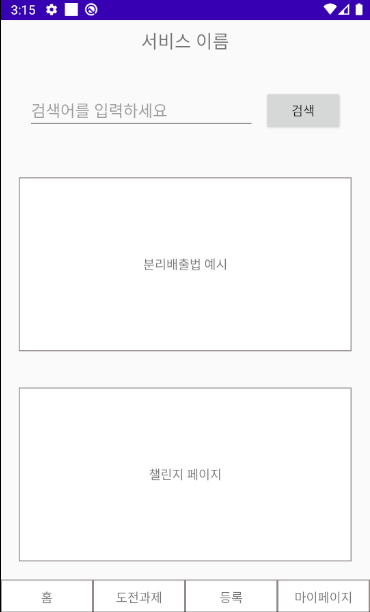 3:15
서비스 이름
검색어를 입력하세요 검색
분리배출법 예시
챌린지 페이지
홈 도전과제 등록 마이페이지